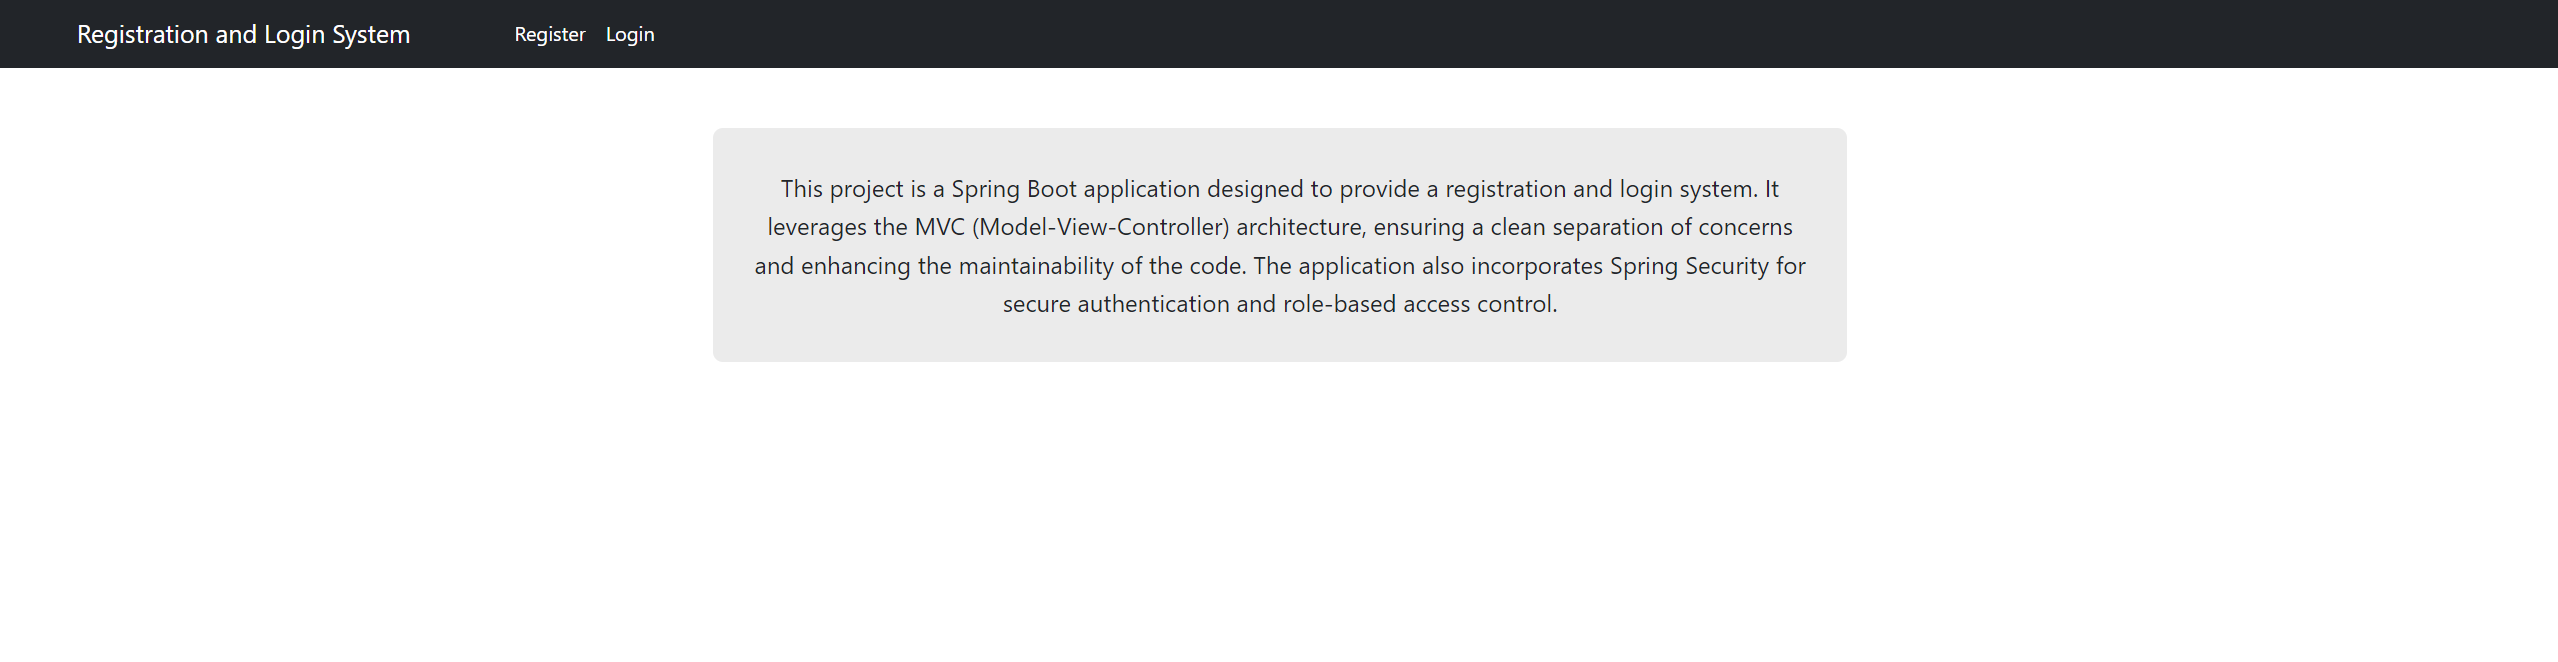 Registration and Login System Register Login
This project is a Spring Boot application designed to provide a registration and login system. It
leverages the MVC (Model-View-Controller) architecture, ensuring a clean separation of concerns
and enhancing the maintainability of the code. The application also incorporates Spring Security for
secure authentication and role-based access control.